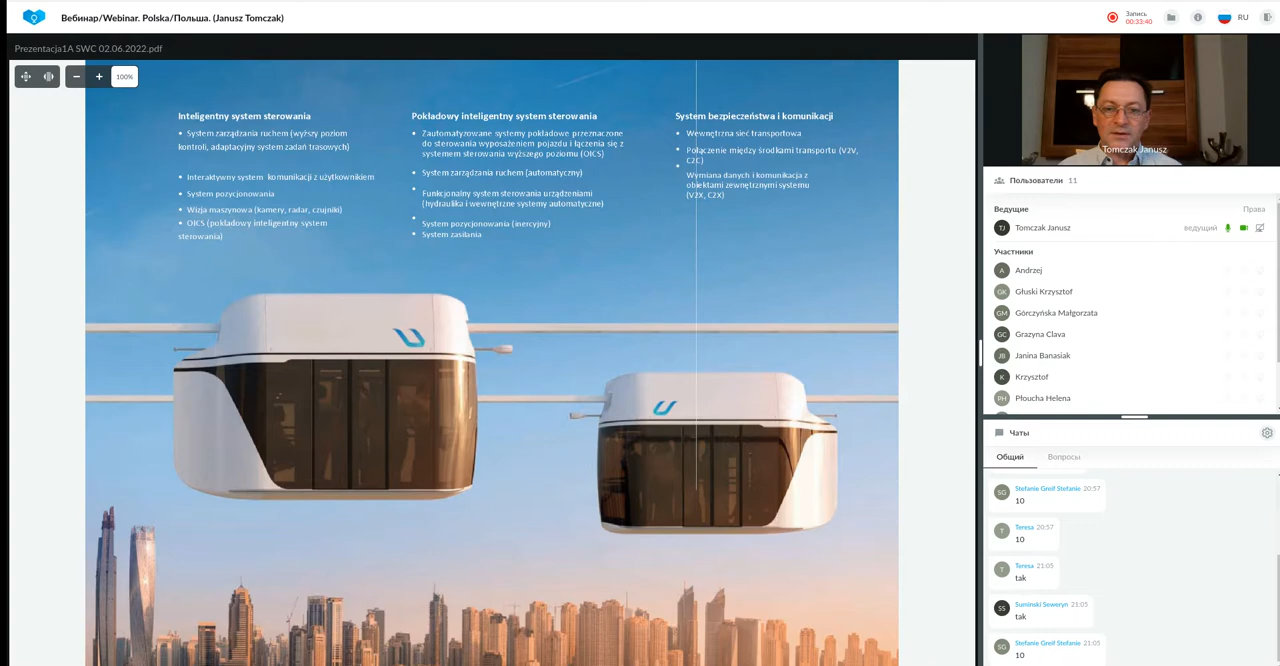 Вебинар/Webinar. Polska/Польша. (Janusz Tomczak)
Запись
00:33:40
RU
Prezentacja1A SWC 02.06.2022.pdf
100%
Inteligentny system sterowania
• System zarządzania ruchem (wyższy poziom
kontroli, adaptacyjny system zadań trasowych)
• Interaktywny system komunikacji z użytkownikiem
• System pozycjonowania
• Wizja maszynowa (kamery, radar, czujniki)
• OICS (pokładowy inteligentny system
sterowania)
Pokładowy inteligentny system sterowania
• Zautomatyzowane systemy pokładowe przeznaczone
do sterowania wyposażeniem pojazdu i łączenia się z
systemem sterowania wyższego poziomu (OICS)
• System zarządzania ruchem (automatyczny)
•
Funkcjonalny system sterowania urządzeniami
(hydraulika i wewnętrzne systemy automatyczne)
•
System pozycjonowania (inercyjny)
• System zasilania
System bezpieczeństwa i komunikacji
• Wewnętrzna sieć transportowa
• Połączenie między środkami transportu (V2V,
C2C)
•
Wymiana danych i komunikacja z
obiektami zewnętrznymi systemu
(V2X, C2X)
Tomczak Janusz
Пользователи 11
Ведущие Права
TJ Tomczak Janusz ведущий
Участники
A Andrzej
GK Głuski Krzysztof
GM Górczyńska Małgorzata
GC Grazyna Clava
JB Janina Banasiak
K Krzysztof
PH Płoucha Helena
Чаты
Общий Вопросы
SG Stefanie Greif Stefanie 20:57
10
T Teresa 20:57
10
T Teresa 21:05
tak
SS Suminski Seweryn 21:05
tak
SG Stefanie Greif Stefanie 21:05
10